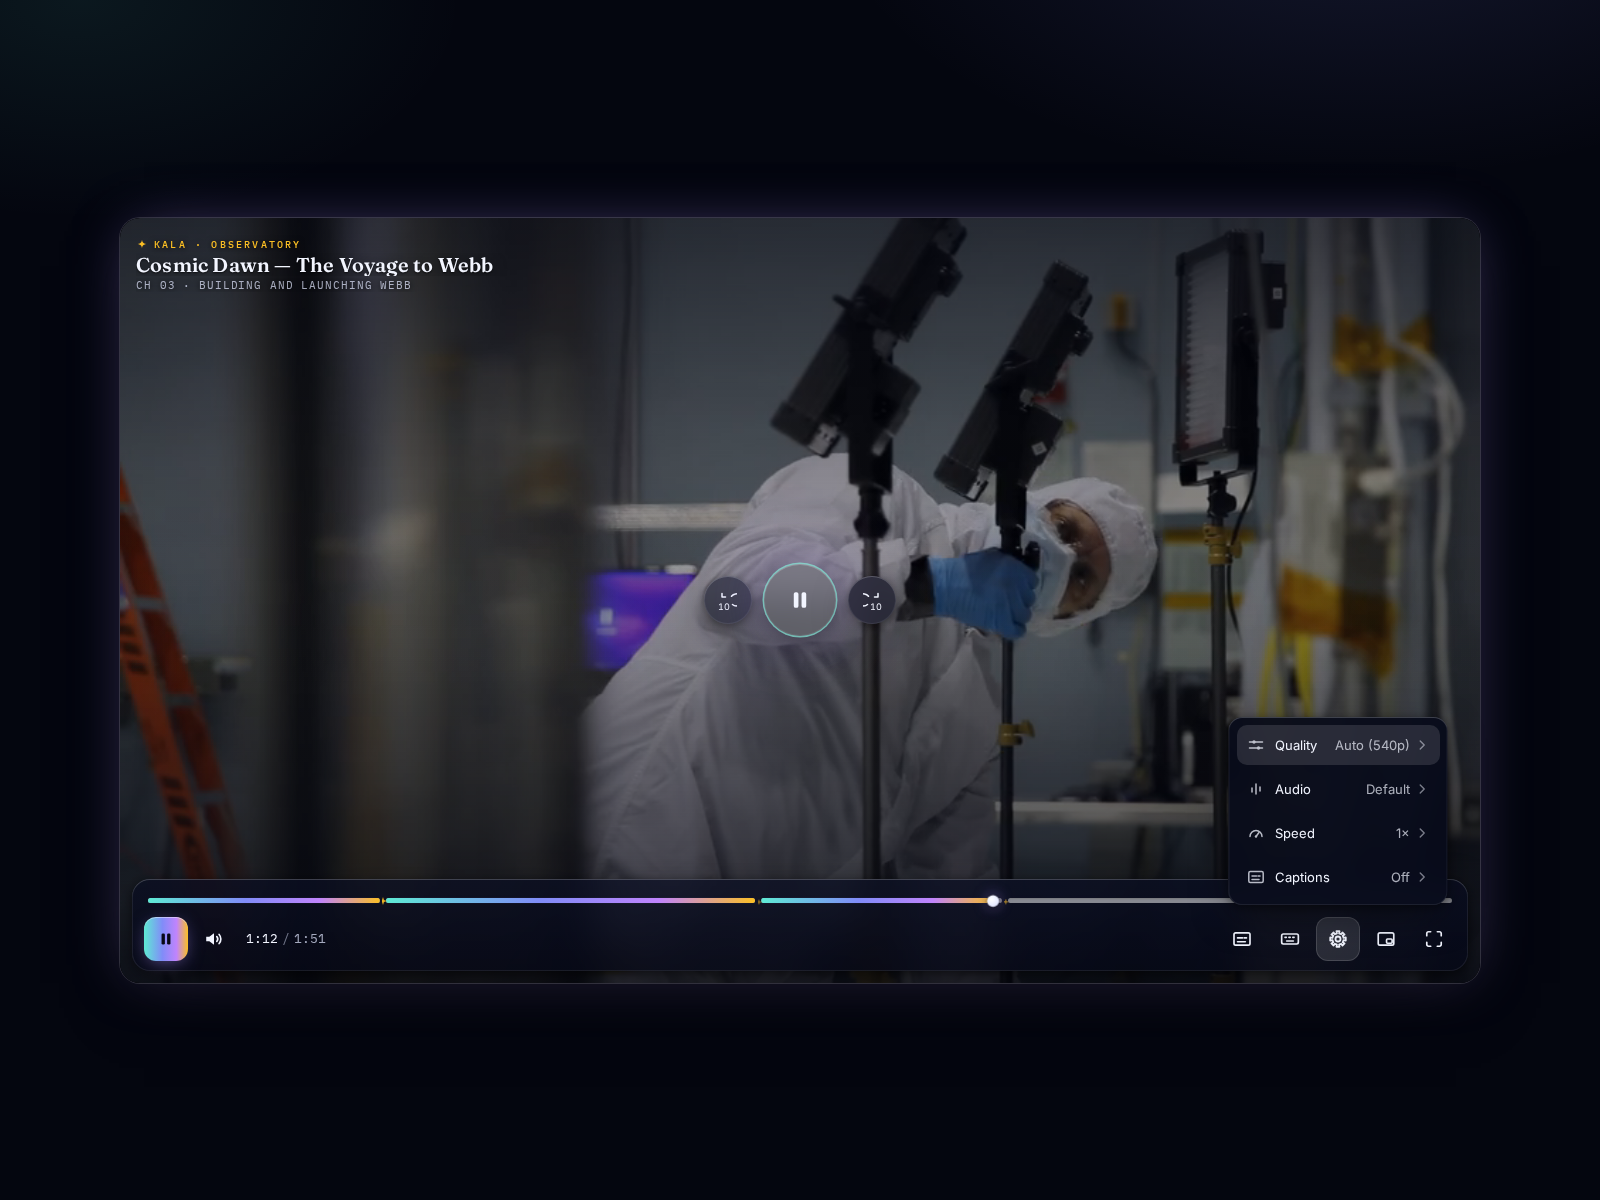 ✦ KALA · OBSERVATORY
Cosmic Dawn — The Voyage to Webb
CH 03 · BUILDING AND LAUNCHING WEBB
10
10
Quality Auto (540p)
Audio Default
Speed 1×
Captions Off
1:12 / 1:51